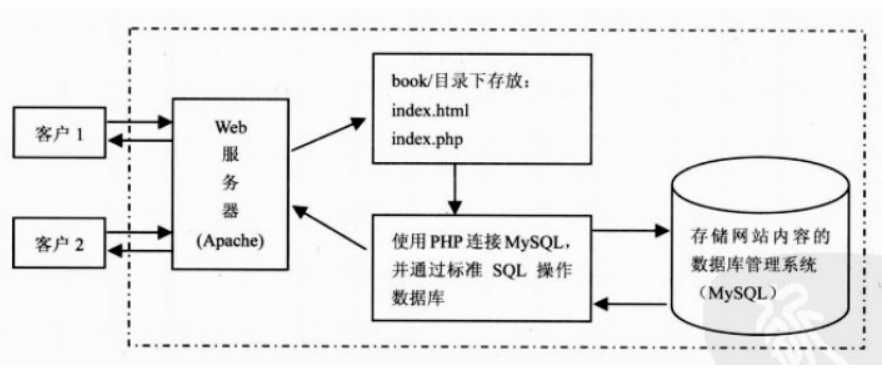 客户 1
客户 2
Web
服
务
器
(Apache)
book/目录下存放：
index.html
index.php
使用 PHP 连接 MySQL，
并通过标准 SQL 操作
数据库
存储网站内容的
数据库管理系统
（MySQL）